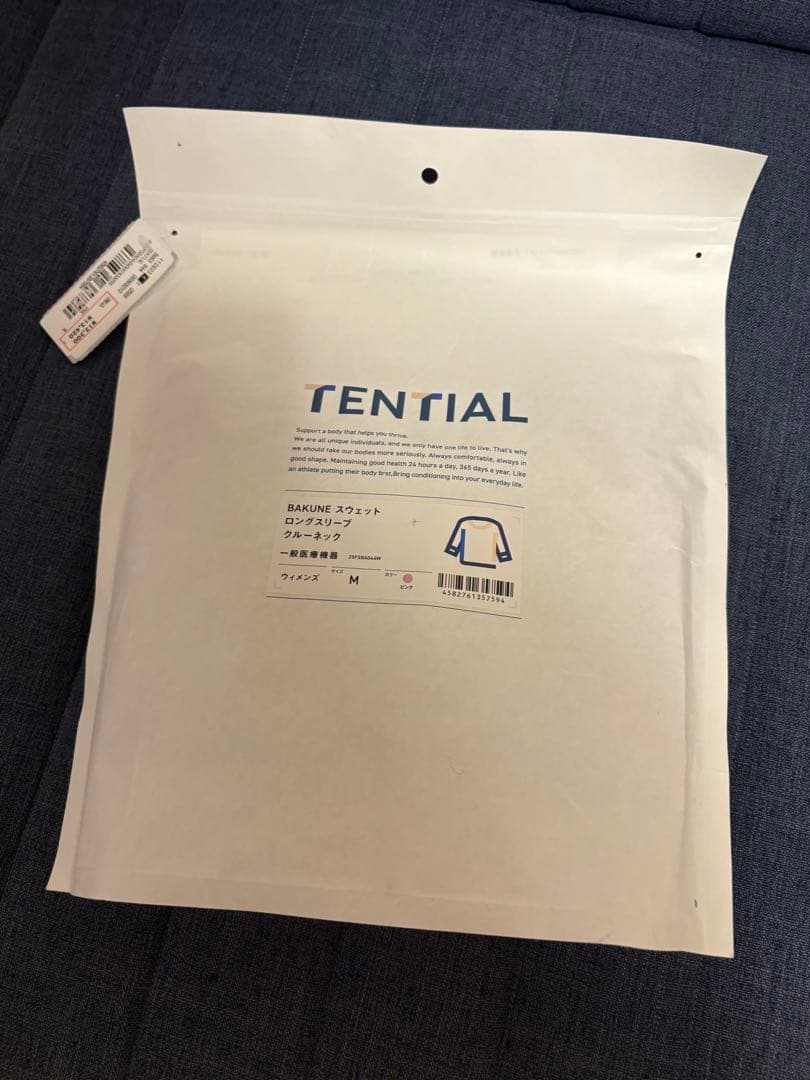 TENTIAL
Support a body that helps you thrive.
We are all unique individuals, and we only have one life to live. That's why
we should take our bodies more seriously. Always comfortable, always in
good shape. Maintaining good health 24 hours a day, 365 days a year. Like
an athlete putting their body first,Bring conditioning into your everyday life.
BAKUNE スウェット
ロングスリーブ
クルーネック
一般医療機器
ウィメンズ サイズ M カラー ピンク
4582761357594